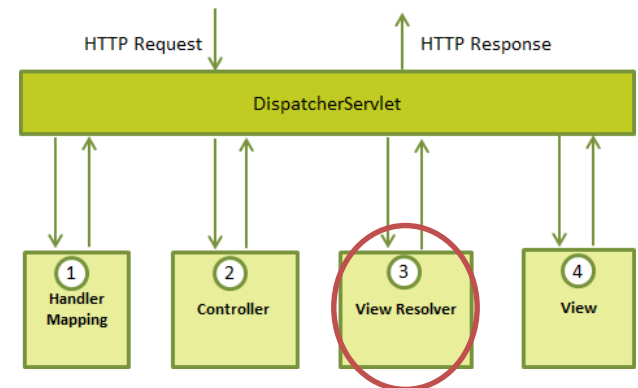 HTTP Request
HTTP Response
DispatcherServlet
1
Handler
Mapping
2
Controller
3
View Resolver
4
View